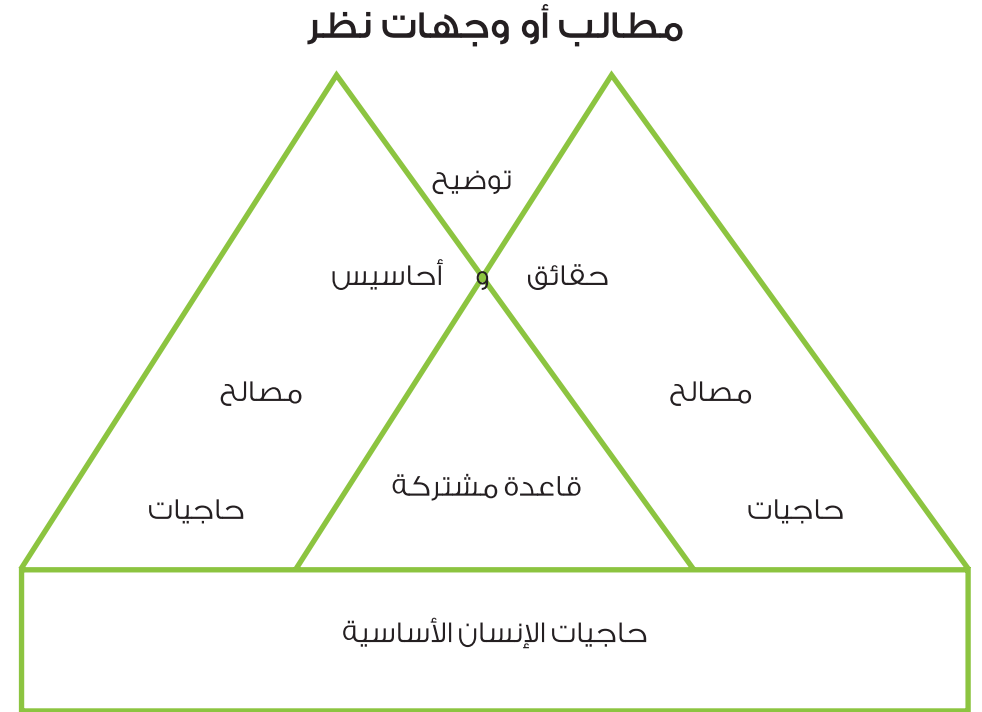 مطالب أو وجهات نظر
توضيح
حقائق و أحاسيس
مصالح مصالح
قاعدة مشتركة
حاجيات حاجيات
حاجيات الإنسان الأساسية